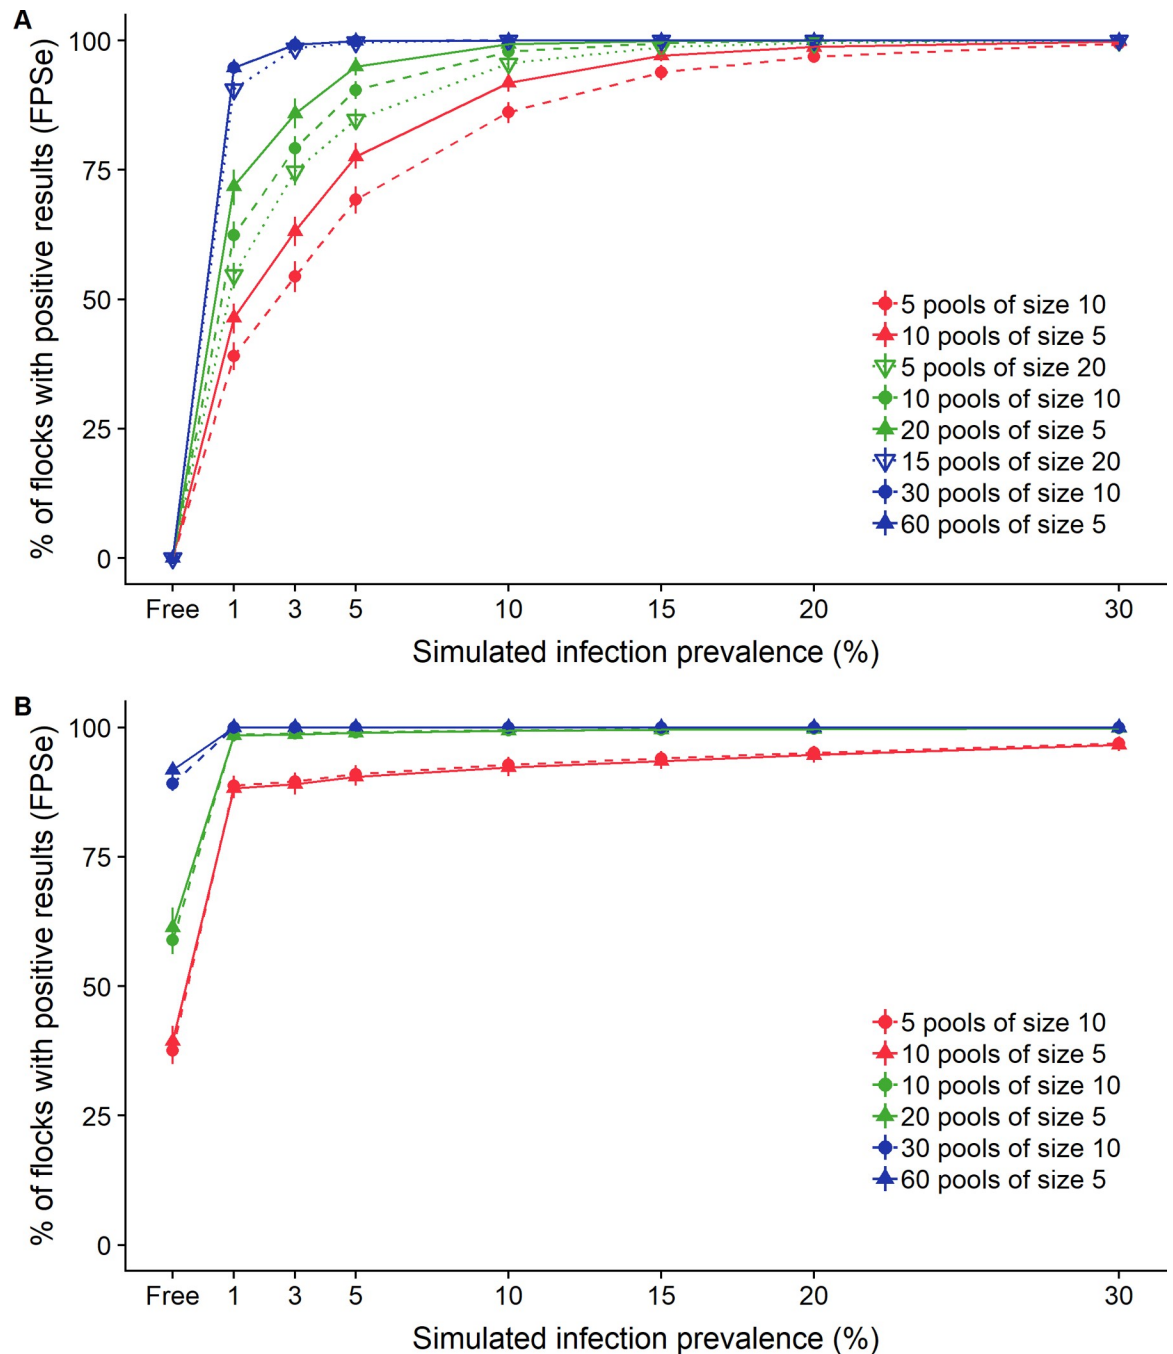 A
% of flocks with positive results (FPSe)
100
75
50
25
0
5 pools of size 10
10 pools of size 5
5 pools of size 20
10 pools of size 10
20 pools of size 5
15 pools of size 20
30 pools of size 10
60 pools of size 5
Free 1 3 5 10 15 20 30
Simulated infection prevalence (%)
B
% of flocks with positive results (FPSe)
100
75
50
25
0
5 pools of size 10
10 pools of size 5
10 pools of size 10
20 pools of size 5
30 pools of size 10
60 pools of size 5
Free 1 3 5 10 15 20 30
Simulated infection prevalence (%)